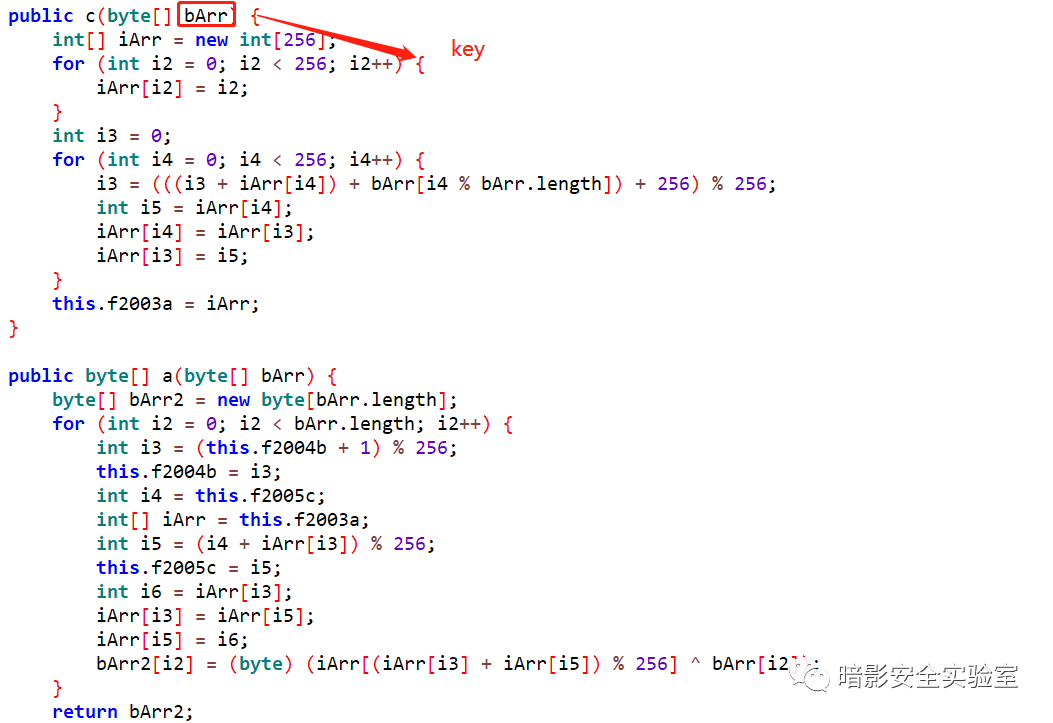 public c(byte[] bArr) {
    int[] iArr = new int[256];
    for (int i2 = 0; i2 < 256; i2++) {
key
        iArr[i2] = i2;
    }
    int i3 = 0;
    for (int i4 = 0; i4 < 256; i4++) {
        i3 = (((i3 + iArr[i4]) + bArr[i4 % bArr.length]) + 256) % 256;
        int i5 = iArr[i4];
        iArr[i4] = iArr[i3];
        iArr[i3] = i5;
    }
    this.f2003a = iArr;
}
public byte[] a(byte[] bArr) {
    byte[] bArr2 = new byte[bArr.length];
    for (int i2 = 0; i2 < bArr.length; i2++) {
        int i3 = (this.f2004b + 1) % 256;
        this.f2004b = i3;
        int i4 = this.f2005c;
        int[] iArr = this.f2003a;
        int i5 = (i4 + iArr[i3]) % 256;
        this.f2005c = i5;
        int i6 = iArr[i3];
        iArr[i3] = iArr[i5];
        iArr[i5] = i6;
        bArr2[i2] = (byte) (iArr[(iArr[i3] + iArr[i5]) % 256] ^ bArr[i2]);
暗影安全实验室
    }
    return bArr2;